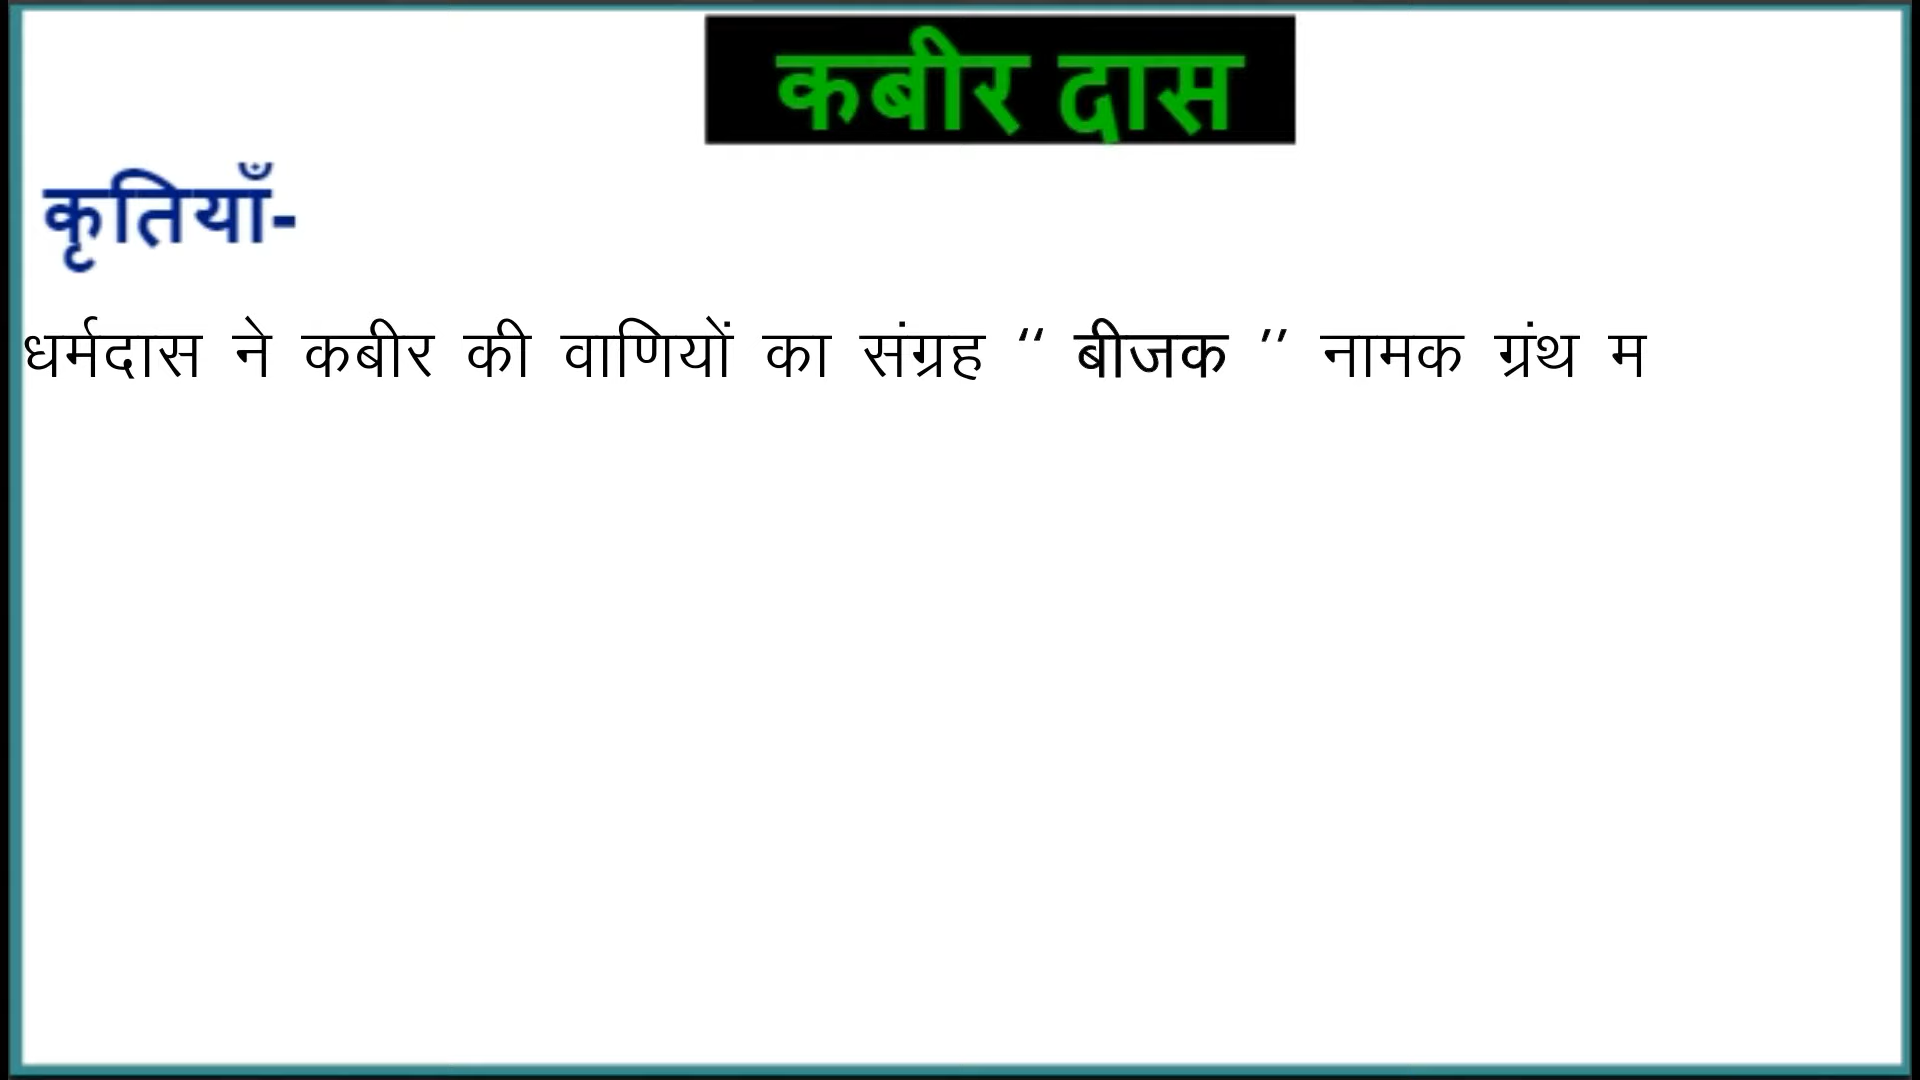 कबीर दास
कृतियाँ-
धर्मदास ने कबीर की वाणियों का संग्रह “ बीजक ” नामक ग्रंथ म